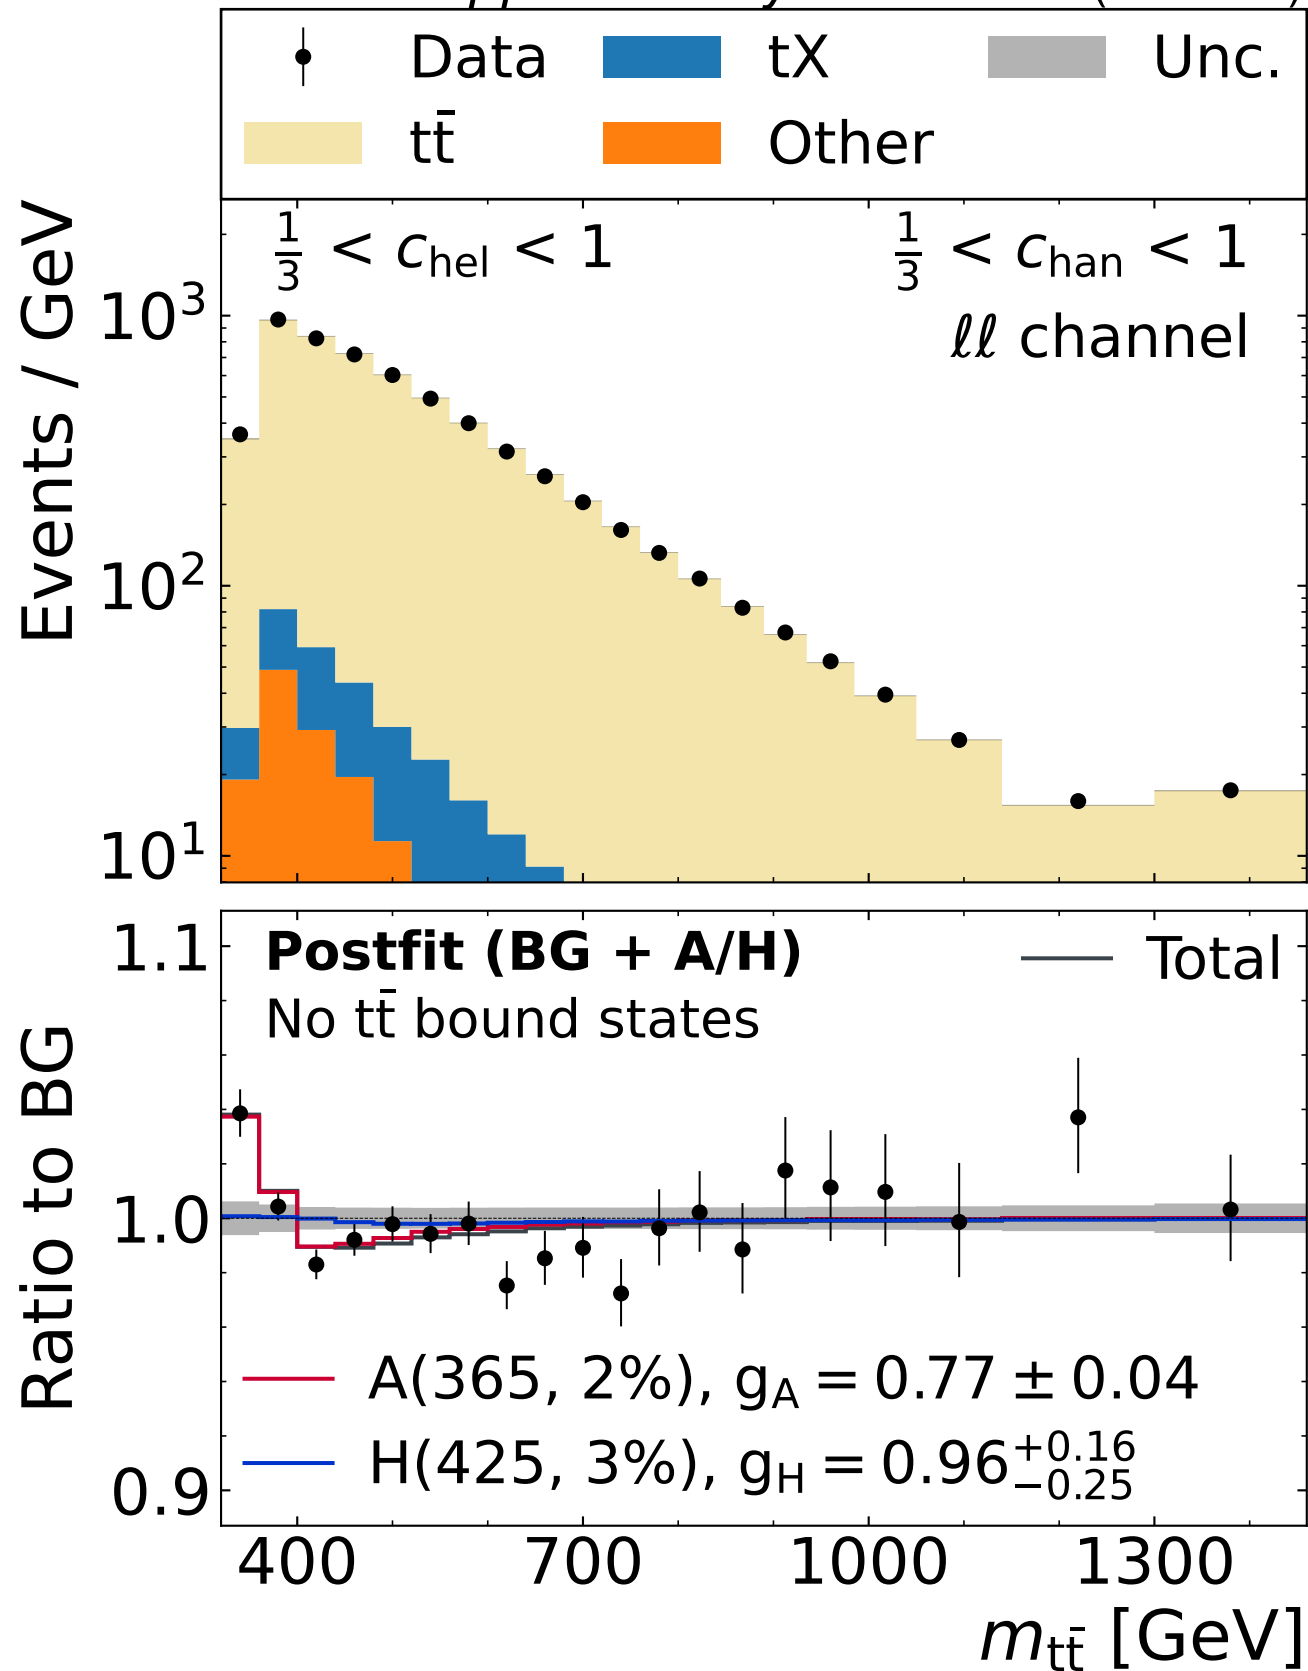 Data tX Unc.
tt̄ Other
1/3 < c_hel < 1 1/3 < c_han < 1
ℓℓ channel
Events / GeV
10³
10²
10¹
Postfit (BG + A/H) Total
No tt̄ bound states
Ratio to BG
1.1
1.0
0.9
A(365, 2%), g_A = 0.77 ± 0.04
H(425, 3%), g_H = 0.96 +0.16 −0.25
400 700 1000 1300
m_tt̄ [GeV]